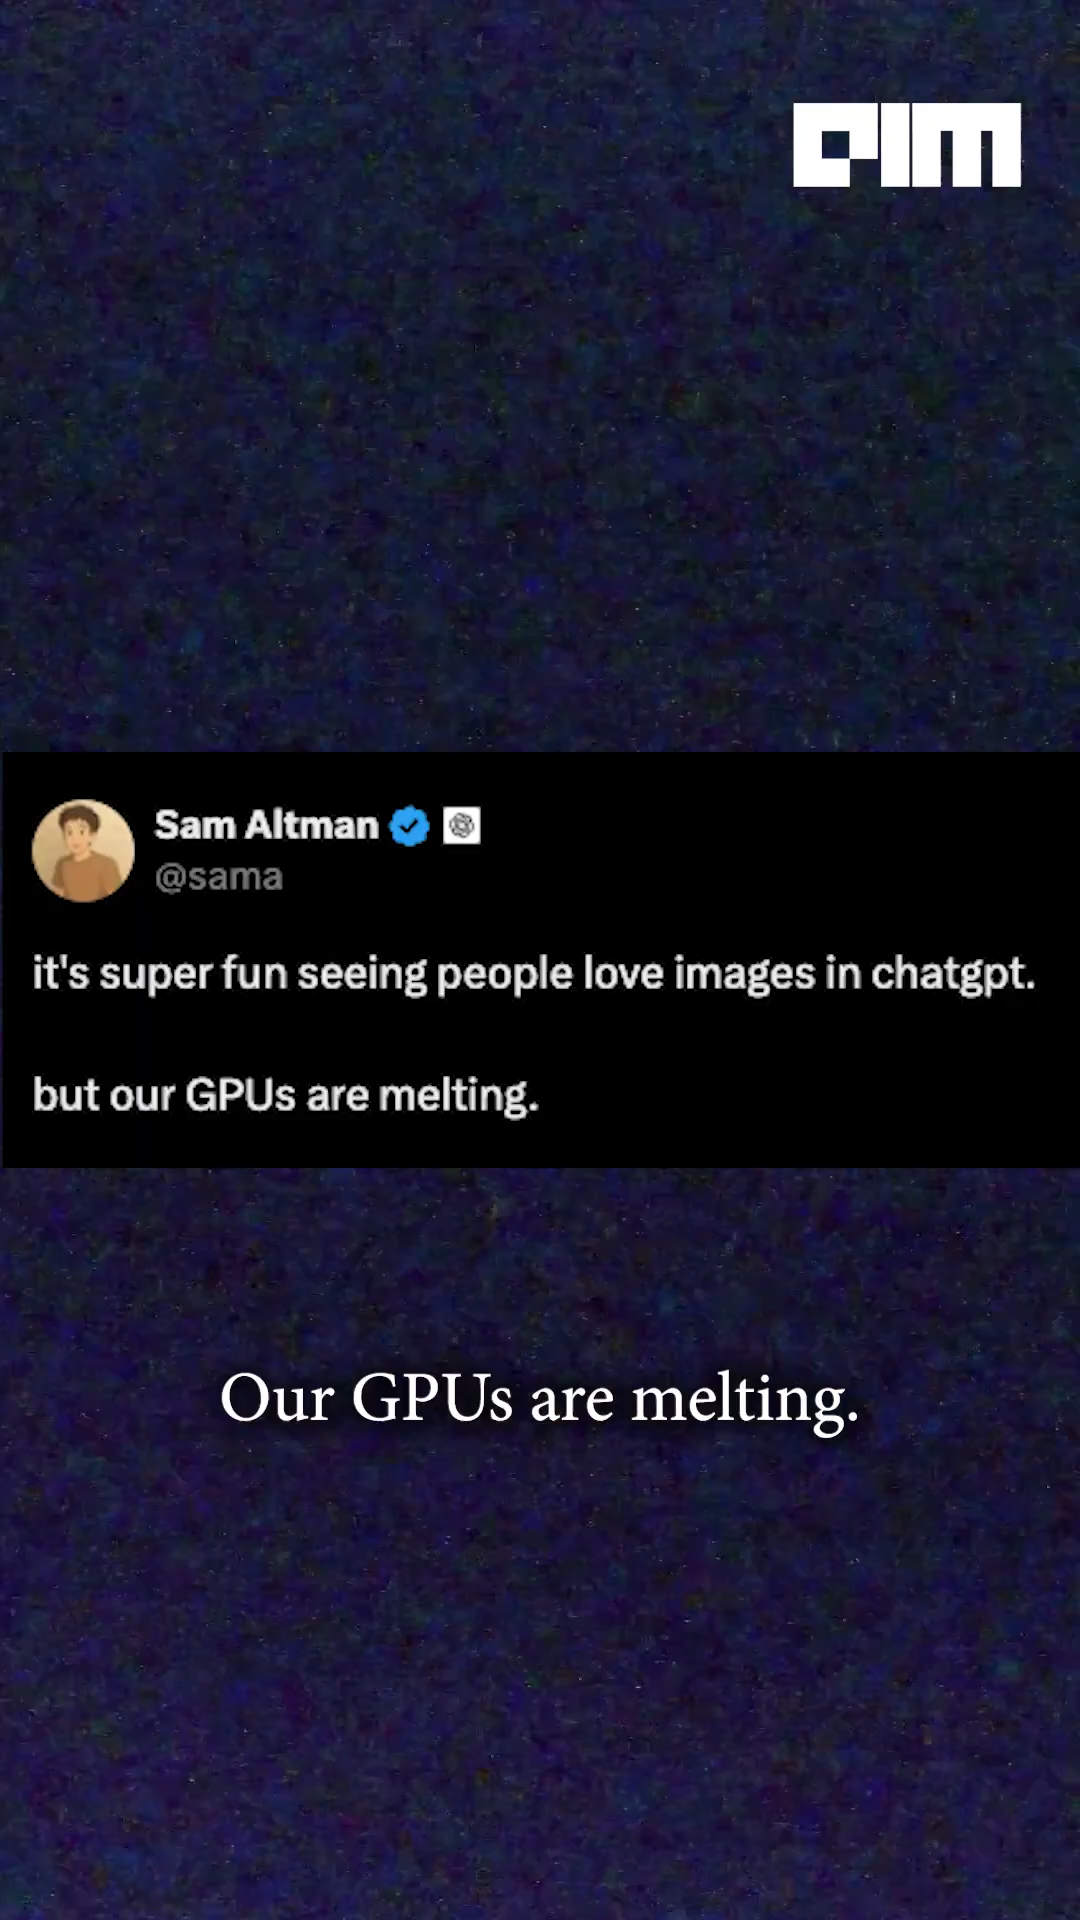 AIM
Sam Altman
@sama
it's super fun seeing people love images in chatgpt.
but our GPUs are melting.
Our GPUs are melting.